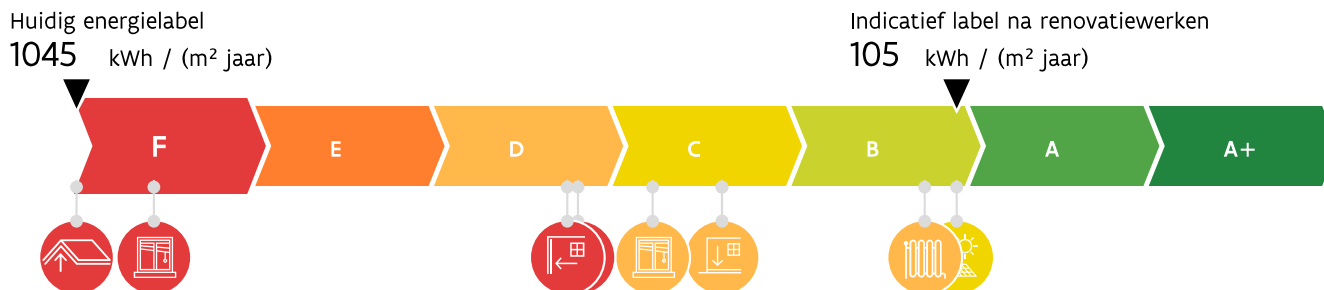 Huidig energielabel
1045 kWh / (m² jaar)
Indicatief label na renovatiewerken
105 kWh / (m² jaar)
F E D C B A A+